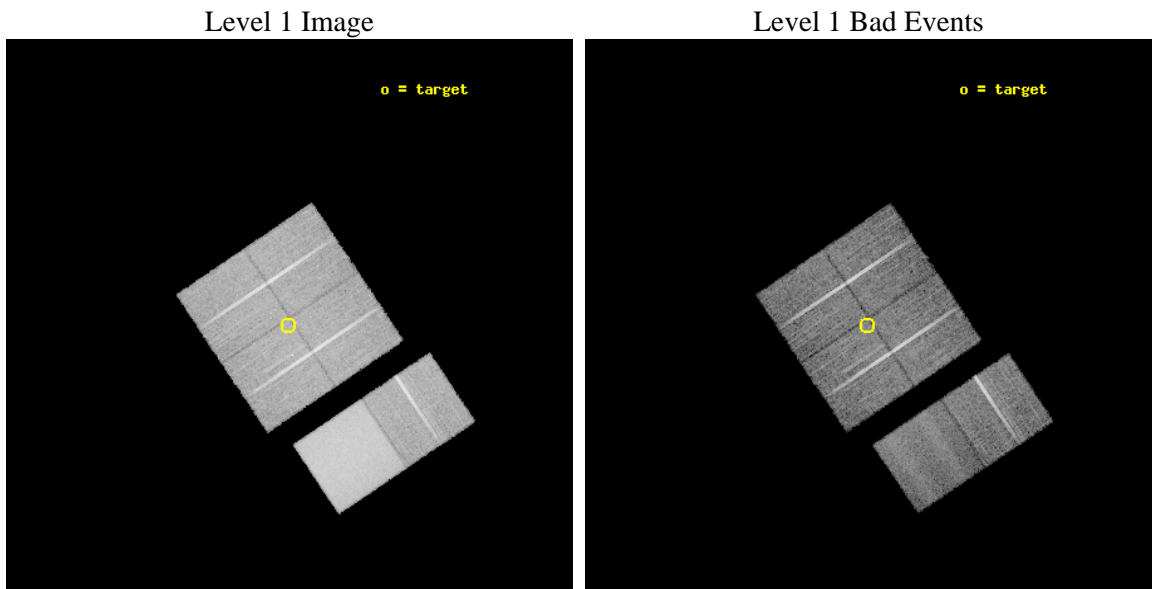 Level 1 Image
Level 1 Bad Events
o = target
o = target